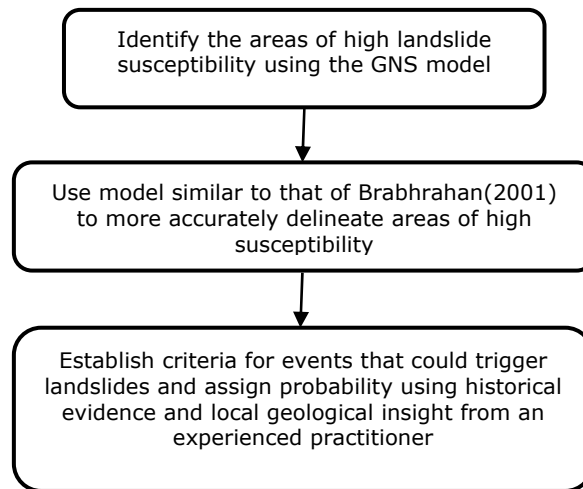 Identify the areas of high landslide
susceptibility using the GNS model
Use model similar to that of Brabhrahan(2001)
to more accurately delineate areas of high
susceptibility
Establish criteria for events that could trigger
landslides and assign probability using historical
evidence and local geological insight from an
experienced practitioner